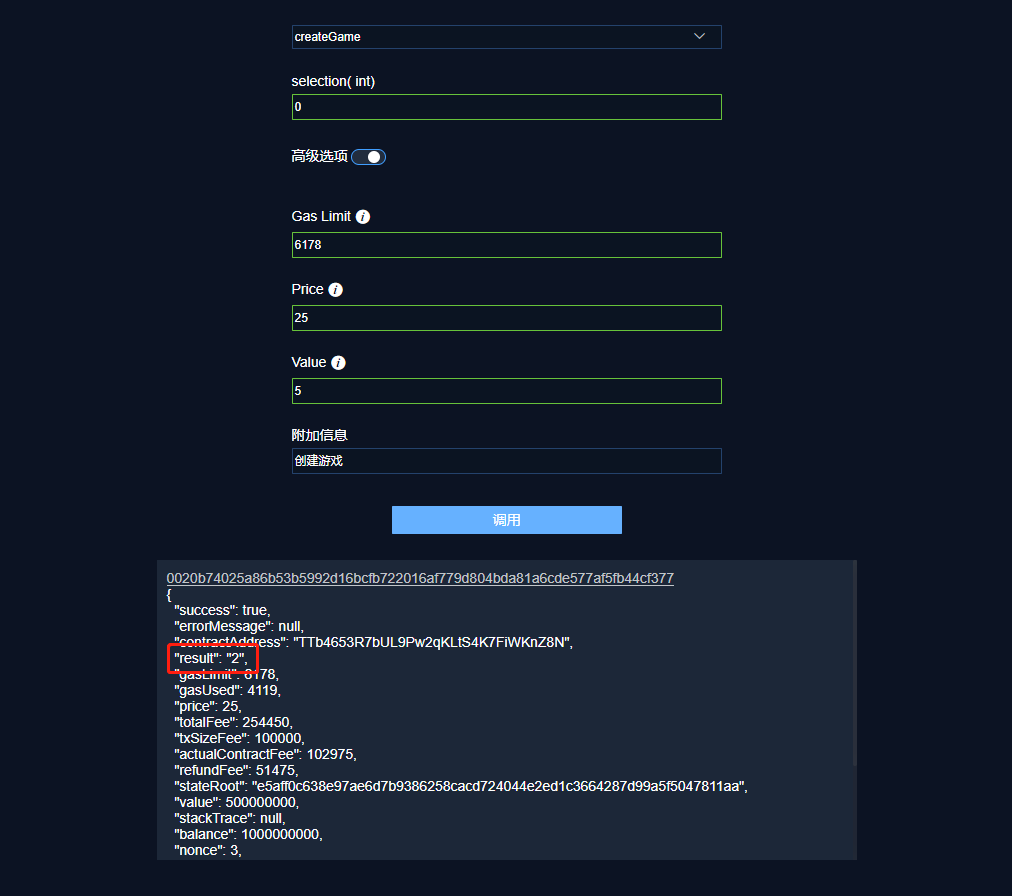 createGame
selection( int)
0
高级选项
Gas Limit
6178
Price
25
Value
5
附加信息
创建游戏
调用
0020b74025a86b53b5992d16bcfb722016af779d804bda81a6cde577af5fb44cf377
{
"success": true,
"errorMessage": null,
"contractAddress": "TTb4653R7bUL9Pw2qKLtS4K7FiWKnZ8N",
"result": "2",
"gasLimit": 6178,
"gasUsed": 4119,
"price": 25,
"totalFee": 254450,
"txSizeFee": 100000,
"actualContractFee": 102975,
"refundFee": 51475,
"stateRoot": "e5aff0c638e97ae6d7b9386258cacd724044e2ed1c3664287d99a5f5047811aa",
"value": 500000000,
"stackTrace": null,
"balance": 1000000000,
"nonce": 3,